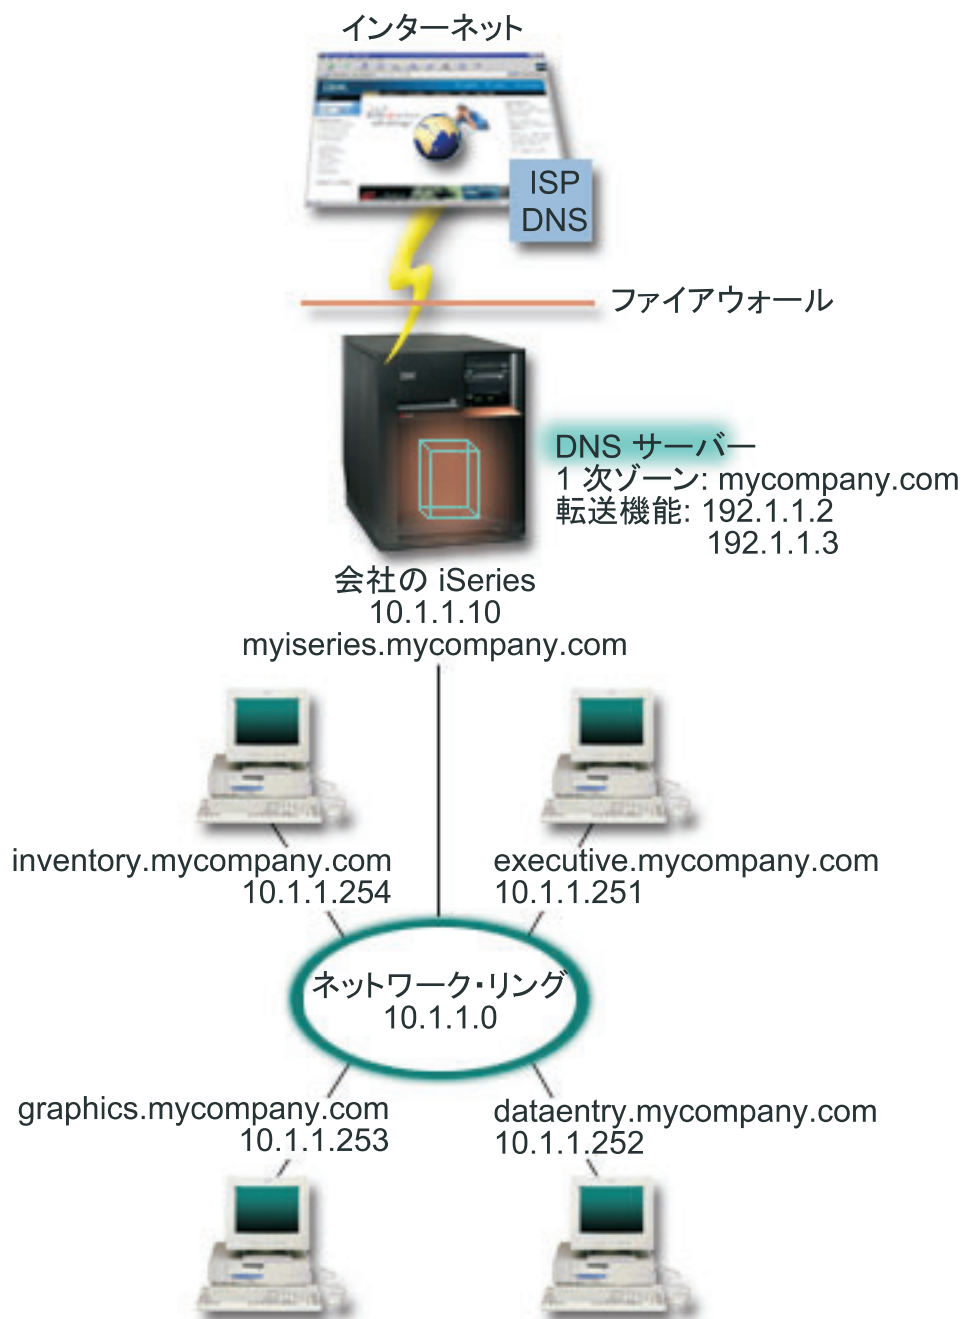 インターネット
ISP
DNS
ファイアウォール
DNS サーバー
1 次ゾーン: mycompany.com
転送機能: 192.1.1.2
192.1.1.3
会社の iSeries
10.1.1.10
myiseries.mycompany.com
inventory.mycompany.com
10.1.1.254
executive.mycompany.com
10.1.1.251
ネットワーク・リング
10.1.1.0
graphics.mycompany.com
10.1.1.253
dataentry.mycompany.com
10.1.1.252